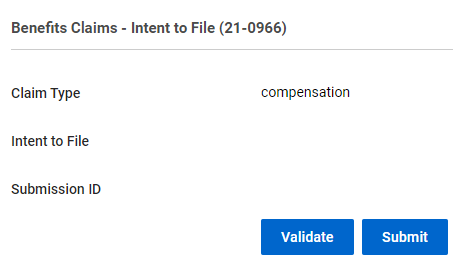 Benefits Claims - Intent to File (21-0966)
Claim Type compensation
Intent to File
Submission ID
Validate Submit